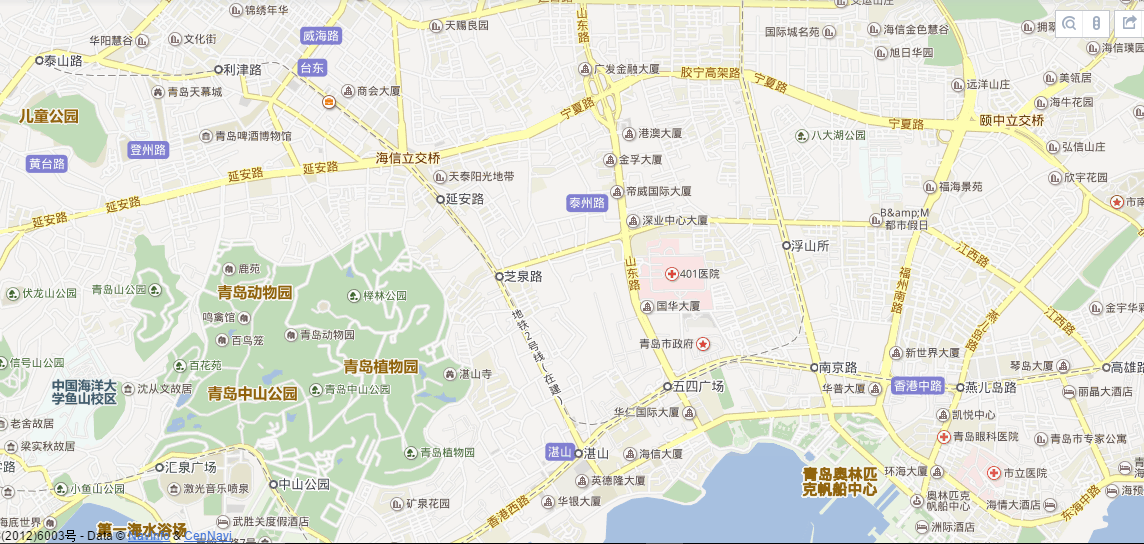 锦绣年华
天赐良园
山东路
国际城名苑
海信金色慧谷
华阳慧谷
文化街
威海路
旭日华园
海信慧园
泰山路
利津路
台东
广发金融大厦
胶宁高架路
宁夏路
远洋山庄
美瓴居
青岛天幕城
商会大厦
宁夏路
海牛花园
儿童公园
宁夏路
颐中立交桥
青岛啤酒博物馆
港澳大厦
八大湖公园
登州路
弘信山庄
黄台路
海信立交桥
金孚大厦
延安路
延安路
天泰阳光地带
欣宇花园
延安路
延安路
延安路
帝威国际大厦
福海景苑
泰州路
深业中心大厦
B&amp;M
都市假日
浮山所
江西路
鹿苑
芝泉路
山东路
401医院
福州南路
伏龙山公园
青岛山公园
青岛动物园
榉林公园
国华大厦
燕儿岛路
江西路
鸣禽馆
地铁2号线(在建)
百鸟笼
青岛动物园
青岛市政府
新世界大厦
信号山公园
百花苑
青岛植物园
湛山寺
南京路
琴岛大厦
高雄路
中国海洋大
学鱼山校区
沈从文故居
青岛中山公园
青岛中山公园
五四广场
华普大厦
香港中路
燕儿岛路
丽晶大酒店
华仁国际大厦
凯悦中心
老舍故居
青岛眼科医院
青岛市专家公寓
梁实秋故居
青岛植物园
湛山
湛山
海信大厦
汇泉广场
青岛奥林匹
克帆船中心
环海大厦
市立医院
中山公园
英德隆大厦
小鱼山公园
激光音乐喷泉
矿泉花园
香港西路
华银大厦
奥林匹克
帆船中心
海情大酒店
东海中路
第一海水浴场
武胜关度假酒店
洲际酒店
(2012)6003号 - Data © NavInfo & CenNavi